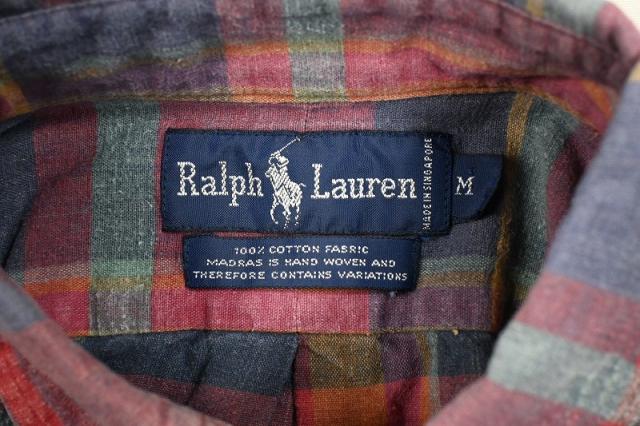 Ralph Lauren
MADE IN SINGAPORE
M
100% COTTON FABRIC
MADRAS IS HAND WOVEN AND
THEREFORE CONTAINS VARIATIONS